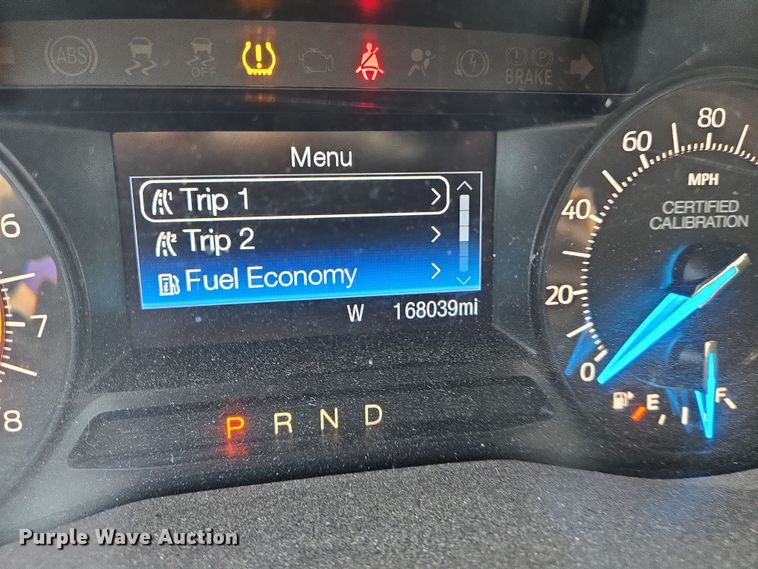 ABS OFF BRAKE
Menu
Trip 1
Trip 2
Fuel Economy
W 168039mi
P R N D
6
7
8
0
20
40
60
80
MPH
CERTIFIED
CALIBRATION
E F
Purple Wave Auction